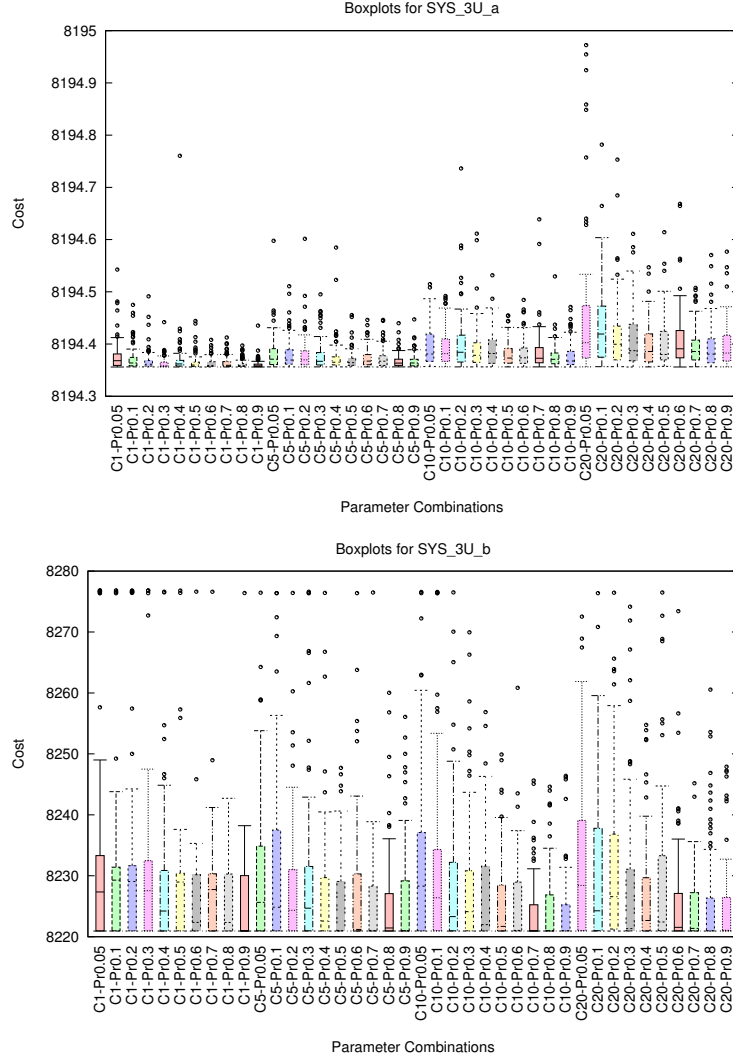 Boxplots for SYS_3U_a
8195
8194.9
8194.8
8194.7
8194.6
8194.5
8194.4
8194.3
Cost
C1-Pr0.05
C1-Pr0.1
C1-Pr0.2
C1-Pr0.3
C1-Pr0.4
C1-Pr0.5
C1-Pr0.6
C1-Pr0.7
C1-Pr0.8
C1-Pr0.9
C5-Pr0.05
C5-Pr0.1
C5-Pr0.2
C5-Pr0.3
C5-Pr0.4
C5-Pr0.5
C5-Pr0.6
C5-Pr0.7
C5-Pr0.8
C5-Pr0.9
C10-Pr0.05
C10-Pr0.1
C10-Pr0.2
C10-Pr0.3
C10-Pr0.4
C10-Pr0.5
C10-Pr0.6
C10-Pr0.7
C10-Pr0.8
C10-Pr0.9
C20-Pr0.05
C20-Pr0.1
C20-Pr0.2
C20-Pr0.3
C20-Pr0.4
C20-Pr0.5
C20-Pr0.6
C20-Pr0.7
C20-Pr0.8
C20-Pr0.9
Parameter Combinations
Boxplots for SYS_3U_b
8280
8270
8260
8250
8240
8230
8220
Cost
C1-Pr0.05
C1-Pr0.1
C1-Pr0.2
C1-Pr0.3
C1-Pr0.4
C1-Pr0.5
C1-Pr0.6
C1-Pr0.7
C1-Pr0.8
C1-Pr0.9
C5-Pr0.05
C5-Pr0.1
C5-Pr0.2
C5-Pr0.3
C5-Pr0.4
C5-Pr0.5
C5-Pr0.6
C5-Pr0.7
C5-Pr0.8
C5-Pr0.9
C10-Pr0.05
C10-Pr0.1
C10-Pr0.2
C10-Pr0.3
C10-Pr0.4
C10-Pr0.5
C10-Pr0.6
C10-Pr0.7
C10-Pr0.8
C10-Pr0.9
C20-Pr0.05
C20-Pr0.1
C20-Pr0.2
C20-Pr0.3
C20-Pr0.4
C20-Pr0.5
C20-Pr0.6
C20-Pr0.7
C20-Pr0.8
C20-Pr0.9
Parameter Combinations